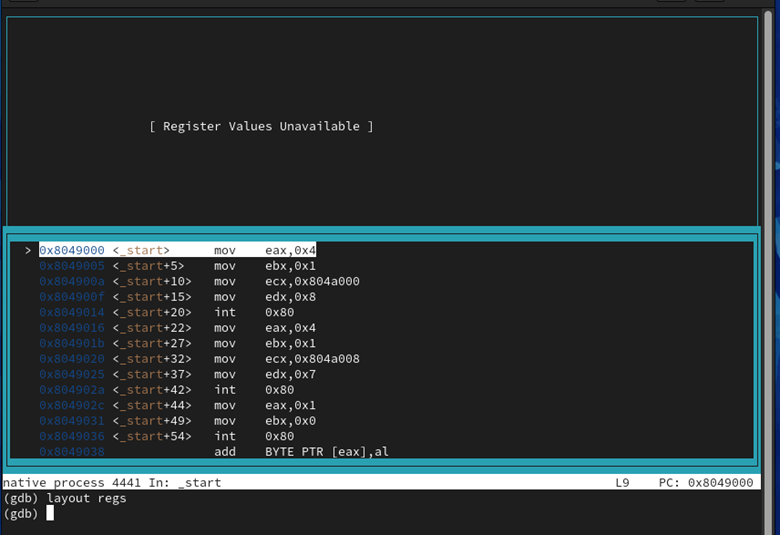 [ Register Values Unavailable ]
> 0x8049000 <_start> mov eax,0x4
0x8049005 <_start+5> mov ebx,0x1
0x804900a <_start+10> mov ecx,0x804a000
0x804900f <_start+15> mov edx,0x8
0x8049014 <_start+20> int 0x80
0x8049016 <_start+22> mov eax,0x4
0x804901b <_start+27> mov ebx,0x1
0x8049020 <_start+32> mov ecx,0x804a008
0x8049025 <_start+37> mov edx,0x7
0x804902a <_start+42> int 0x80
0x804902c <_start+44> mov eax,0x1
0x8049031 <_start+49> mov ebx,0x0
0x8049036 <_start+54> int 0x80
0x8049038 add BYTE PTR [eax],al
native process 4441 In: _start L9 PC: 0x8049000
(gdb) layout regs
(gdb)